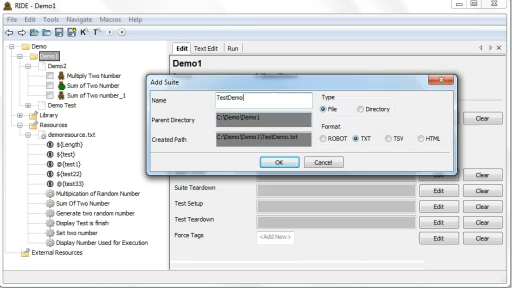 RIDE - Demo1
File Edit Tools Navigate Macros Help
Demo
Demo1
Demo2
Multiply Two Number
Sum of Two Number
Sum of Two number_1
Demo Test
Library
Resources
demoresource.txt
${Length}
${test}
@{test1}
${test22}
@{test33}
Multipication of Random Number
Sum Of Two Number
Generate two random number
Display Test is finish
Set two number
Display Number Used for Execution
External Resources
Edit Text Edit Run
Demo1
Clear
Add Suite
Name TestDemo
Type
File Directory
Parent Directory C:\Demo\Demo1
Format
Created Path C:\Demo\Demo1\TestDemo.txt
ROBOT TXT TSV HTML
OK Cancel
Edit Clear
Suite Teardown Edit Clear
Test Setup Edit Clear
Test Teardown Edit Clear
Force Tags <Add New> Edit Clear